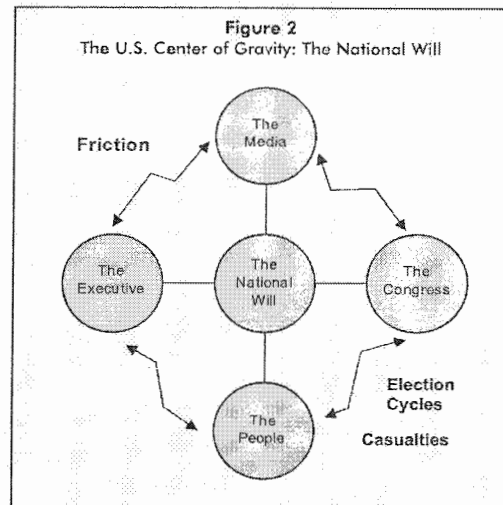 Figure 2
The U.S. Center of Gravity: The National Will
The
Media
Friction
The
Executive
The
National
Will
The
Congress
The
People
Election
Cycles
Casualties